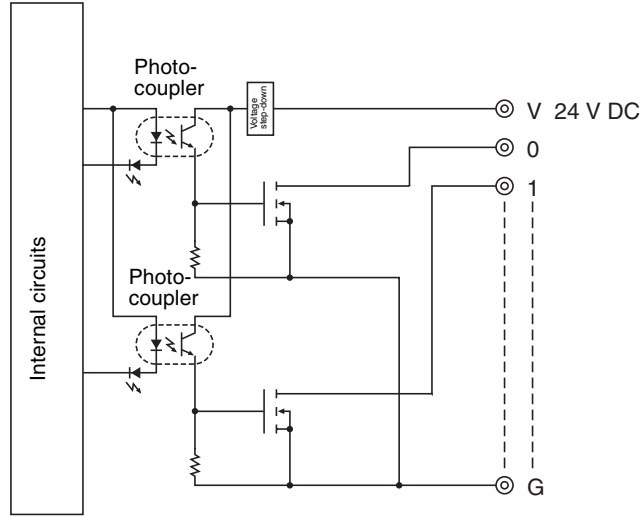 Photo-
coupler
Voltage
step-down
V 24 V DC
0
1
Photo-
coupler
Internal circuits
G